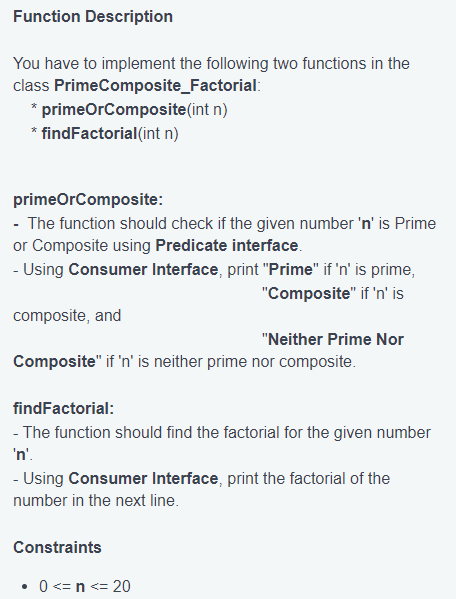 Function Description
You have to implement the following two functions in the
class PrimeComposite_Factorial:
* primeOrComposite(int n)
* findFactorial(int n)
primeOrComposite:
- The function should check if the given number 'n' is Prime
or Composite using Predicate interface.
- Using Consumer Interface, print "Prime" if 'n' is prime,
"Composite" if 'n' is
composite, and
"Neither Prime Nor
Composite" if 'n' is neither prime nor composite.
findFactorial:
- The function should find the factorial for the given number
'n'.
- Using Consumer Interface, print the factorial of the
number in the next line.
Constraints
• 0 <= n <= 20